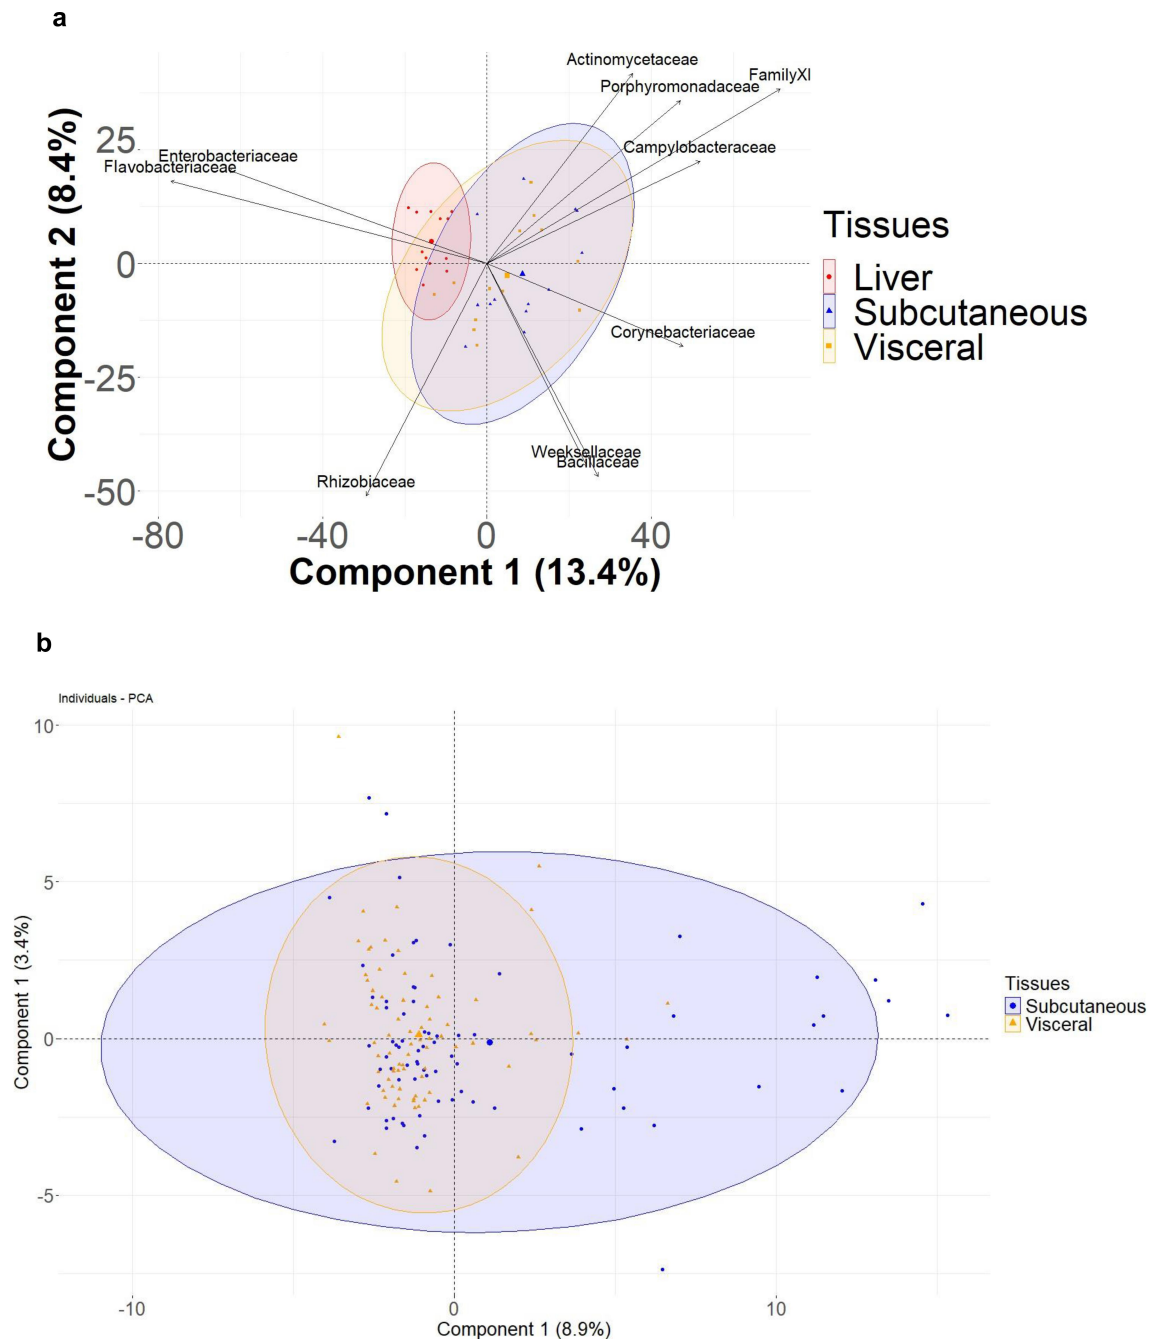 a
Actinomycetaceae
FamilyXI
Porphyromonadaceae
Campylobacteraceae
Enterobacteriaceae
Flavobacteriaceae
Corynebacteriaceae
Weeksellaceae
Bacillaceae
Rhizobiaceae
Component 2 (8.4%)
25
0
-25
-50
-80
-40
0
40
Component 1 (13.4%)
Tissues
Liver
Subcutaneous
Visceral
b
Individuals - PCA
Component 1 (3.4%)
10
5
0
-5
-10
0
10
Component 1 (8.9%)
Tissues
Subcutaneous
Visceral